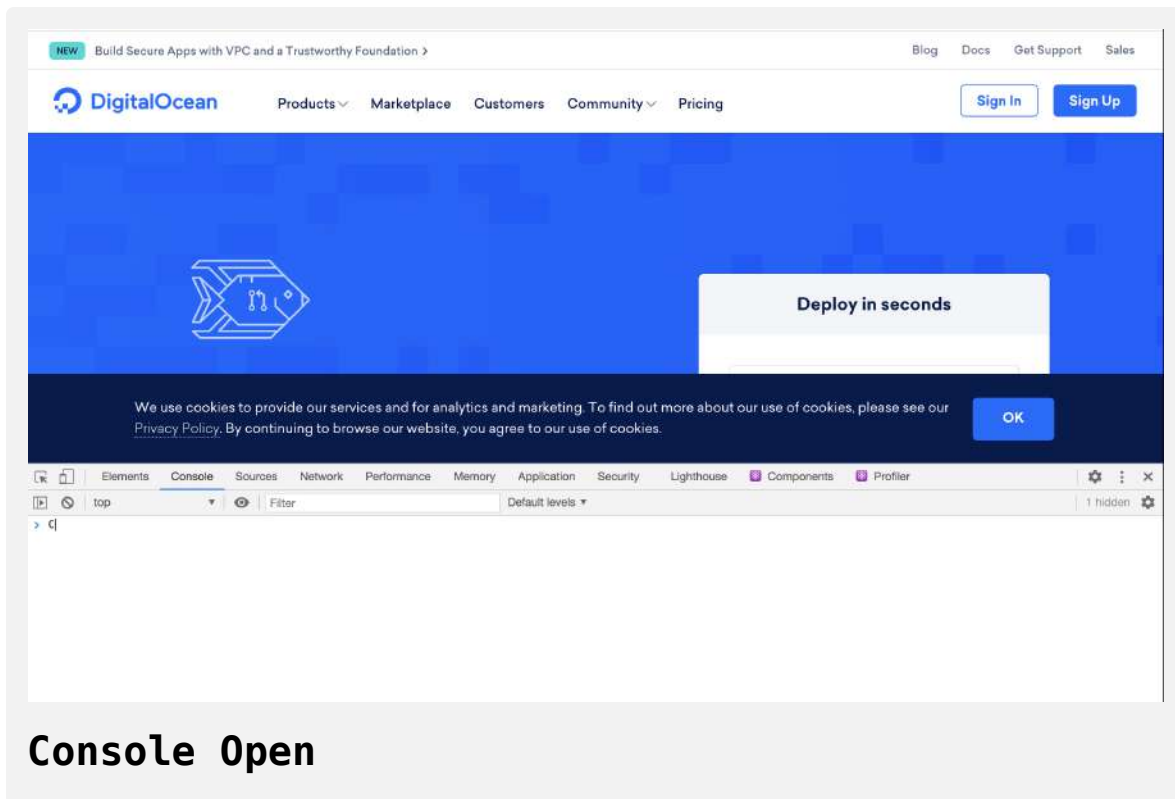 NEW Build Secure Apps with VPC and a Trustworthy Foundation > Blog Docs Get Support Sales
DigitalOcean Products Marketplace Customers Community Pricing Sign In Sign Up
Deploy in seconds
We use cookies to provide our services and for analytics and marketing. To find out more about our use of cookies, please see our
Privacy Policy. By continuing to browse our website, you agree to our use of cookies.
OK
Elements Console Sources Network Performance Memory Application Security Lighthouse Components Profiler
top Filter Default levels 1 hidden
> C
Console Open